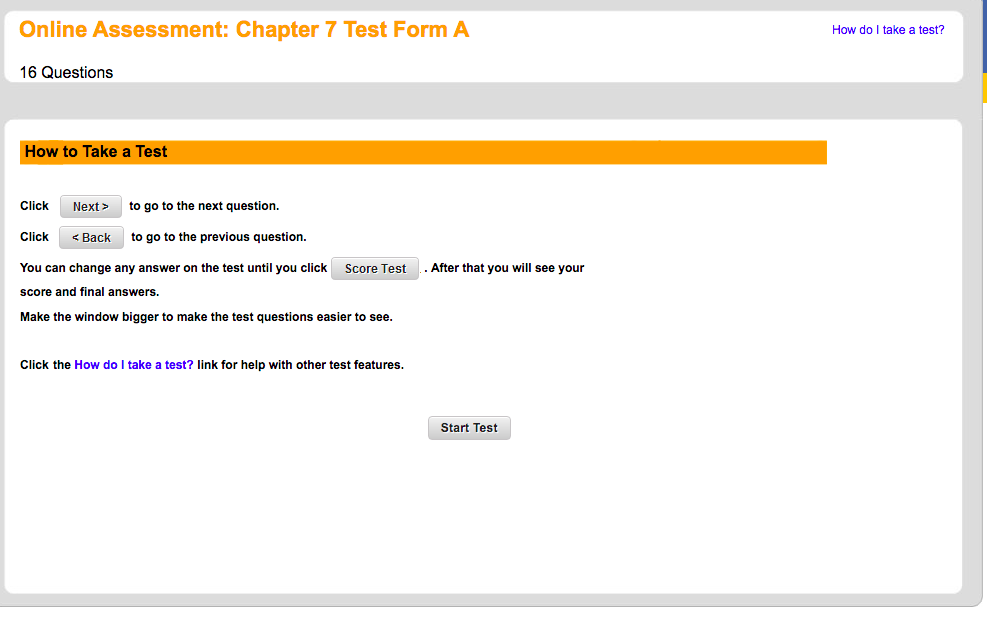 Online Assessment: Chapter 7 Test Form A
How do I take a test?
16 Questions
How to Take a Test
Click Next > to go to the next question.
Click < Back to go to the previous question.
You can change any answer on the test until you click Score Test . After that you will see your
score and final answers.
Make the window bigger to make the test questions easier to see.
Click the How do I take a test? link for help with other test features.
Start Test